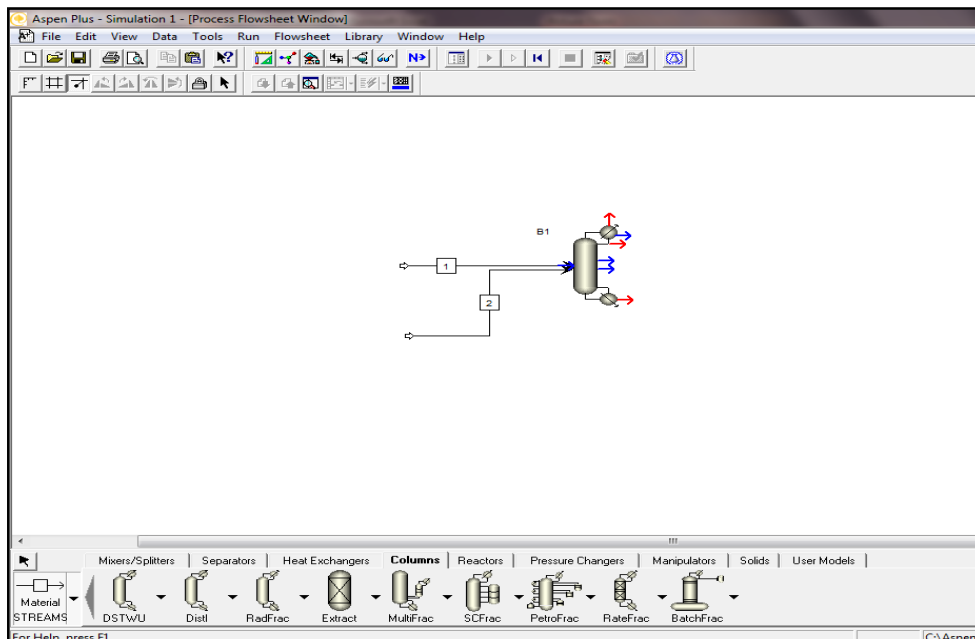 Aspen Plus - Simulation 1 - [Process Flowsheet Window]
File Edit View Data Tools Run Flowsheet Library Window Help
N
B1
1
2
Mixers/Splitters | Separators | Heat Exchangers | Columns | Reactors | Pressure Changers | Manipulators | Solids | User Models |
Material
STREAMS DSTWU Distl RadFrac Extract MultiFrac SCFrac PetroFrac RateFrac BatchFrac
For Help, press F1 C:\Aspen